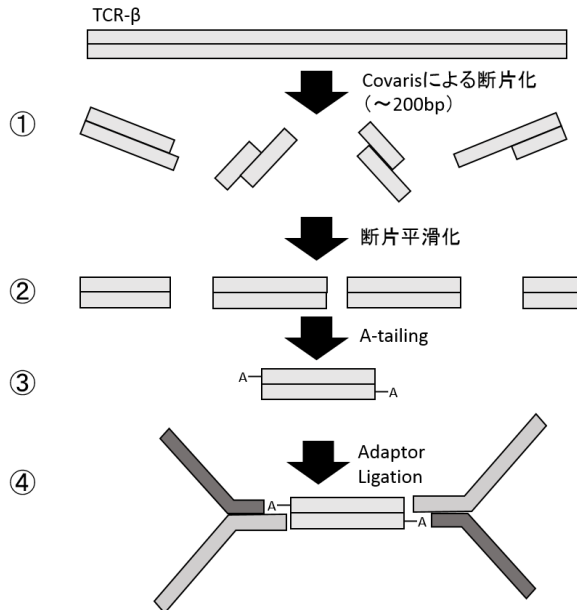 TCR-β
Covarisによる断片化
（～200bp）
①
断片平滑化
②
A-tailing
③
A
A
Adaptor
Ligation
④
A
A